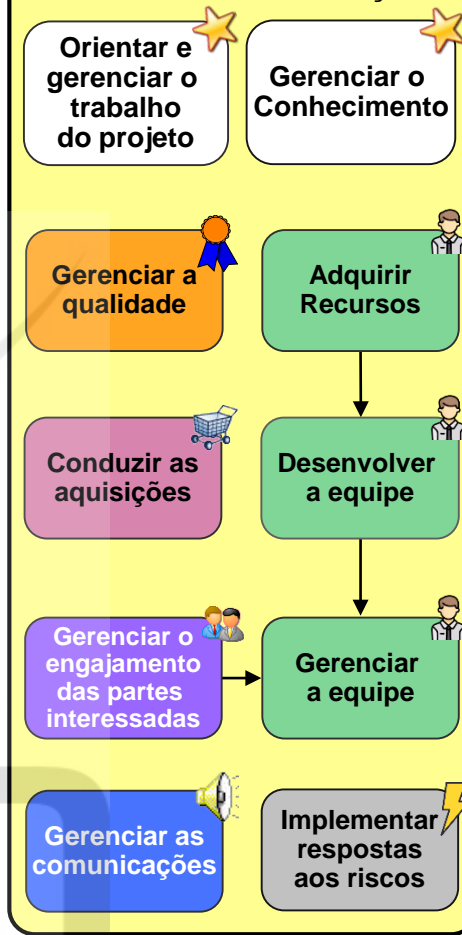 Orientar e
gerenciar o
trabalho
do projeto
Gerenciar o
Conhecimento
Gerenciar a
qualidade
Adquirir
Recursos
Conduzir as
aquisições
Desenvolver
a equipe
Gerenciar o
engajamento
das partes
interessadas
Gerenciar
a equipe
Gerenciar as
comunicações
Implementar
respostas
aos riscos